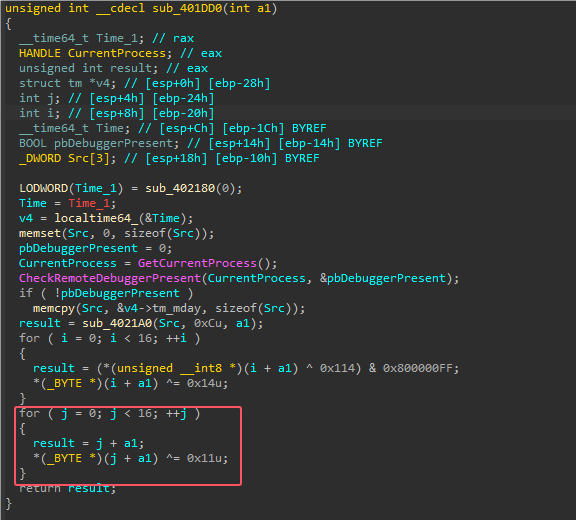 unsigned int __cdecl sub_401DD0(int a1)
{
  __time64_t Time_1; // rax
  HANDLE CurrentProcess; // eax
  unsigned int result; // eax
  struct tm *v4; // [esp+0h] [ebp-28h]
  int j; // [esp+4h] [ebp-24h]
  int i; // [esp+8h] [ebp-20h]
  __time64_t Time; // [esp+Ch] [ebp-1Ch] BYREF
  BOOL pbDebuggerPresent; // [esp+14h] [ebp-14h] BYREF
  _DWORD Src[3]; // [esp+18h] [ebp-10h] BYREF

  LODWORD(Time_1) = sub_402180(0);
  Time = Time_1;
  v4 = localtime64_(&Time);
  memset(Src, 0, sizeof(Src));
  pbDebuggerPresent = 0;
  CurrentProcess = GetCurrentProcess();
  CheckRemoteDebuggerPresent(CurrentProcess, &pbDebuggerPresent);
  if ( !pbDebuggerPresent )
    memcpy(Src, &v4->tm_mday, sizeof(Src));
  result = sub_4021A0(Src, 0xCu, a1);
  for ( i = 0; i < 16; ++i )
  {
    result = (*(unsigned __int8 *)(i + a1) ^ 0x114) & 0x800000FF;
    *(_BYTE *)(i + a1) ^= 0x14u;
  }
  for ( j = 0; j < 16; ++j )
  {
    result = j + a1;
    *(_BYTE *)(j + a1) ^= 0x11u;
  }
  return result;
}